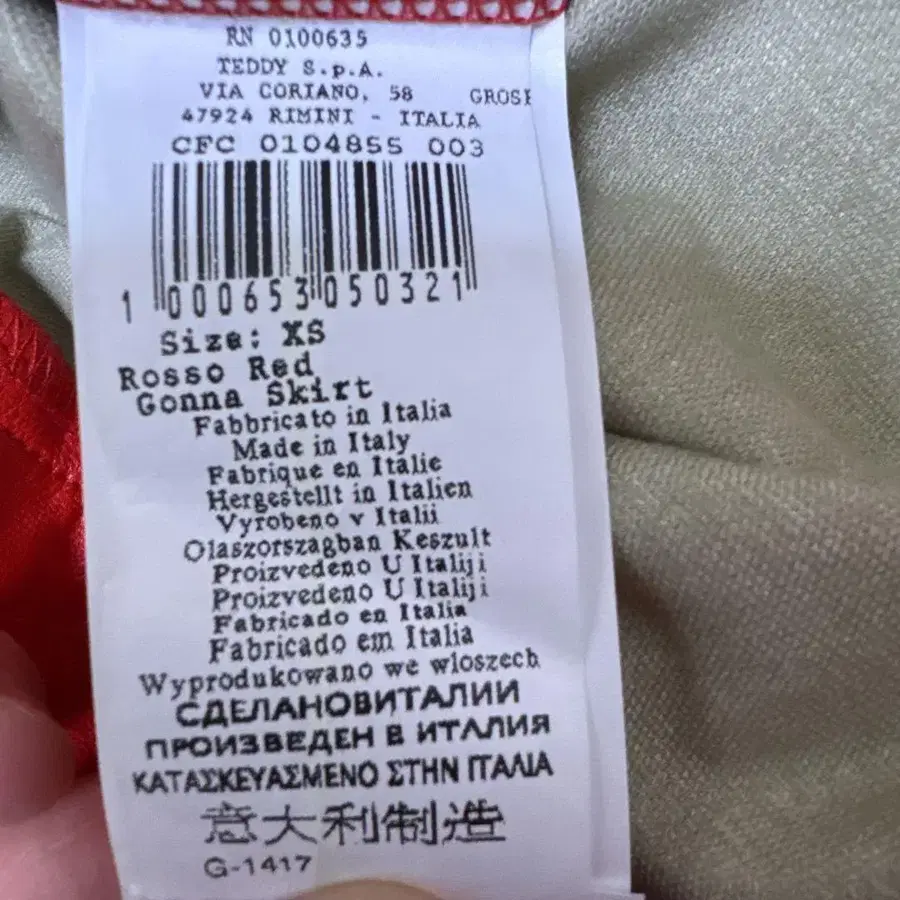 RN 0100635
TEDDY S.p.A.
VIA CORIANO, 58
47924 RIMINI - ITALIA
CFC 0104855 003
1 000653 050321
Size: XS
Rosso Red
Gonna Skirt
Fabbricato in Italia
Made in Italy
Fabrique en Italie
Hergestellt in Italien
Vyrobeno v Italii
Olaszorszagban Keszult
Proizvedeno U Italiji
Proizvedeno U Italiji
Fabricado en Italia
Fabricado em Italia
Wyprodukowano we wloszech
СДЕЛАНОВИТАЛИИ
ПРОИЗВЕДЕН В ИТАЛИЯ
ΚΑΤΑΣΚΕΥΑΣΜΕΝΟ ΣΤΗΝ ΙΤΑΛΙΑ
意大利制造
G-1417